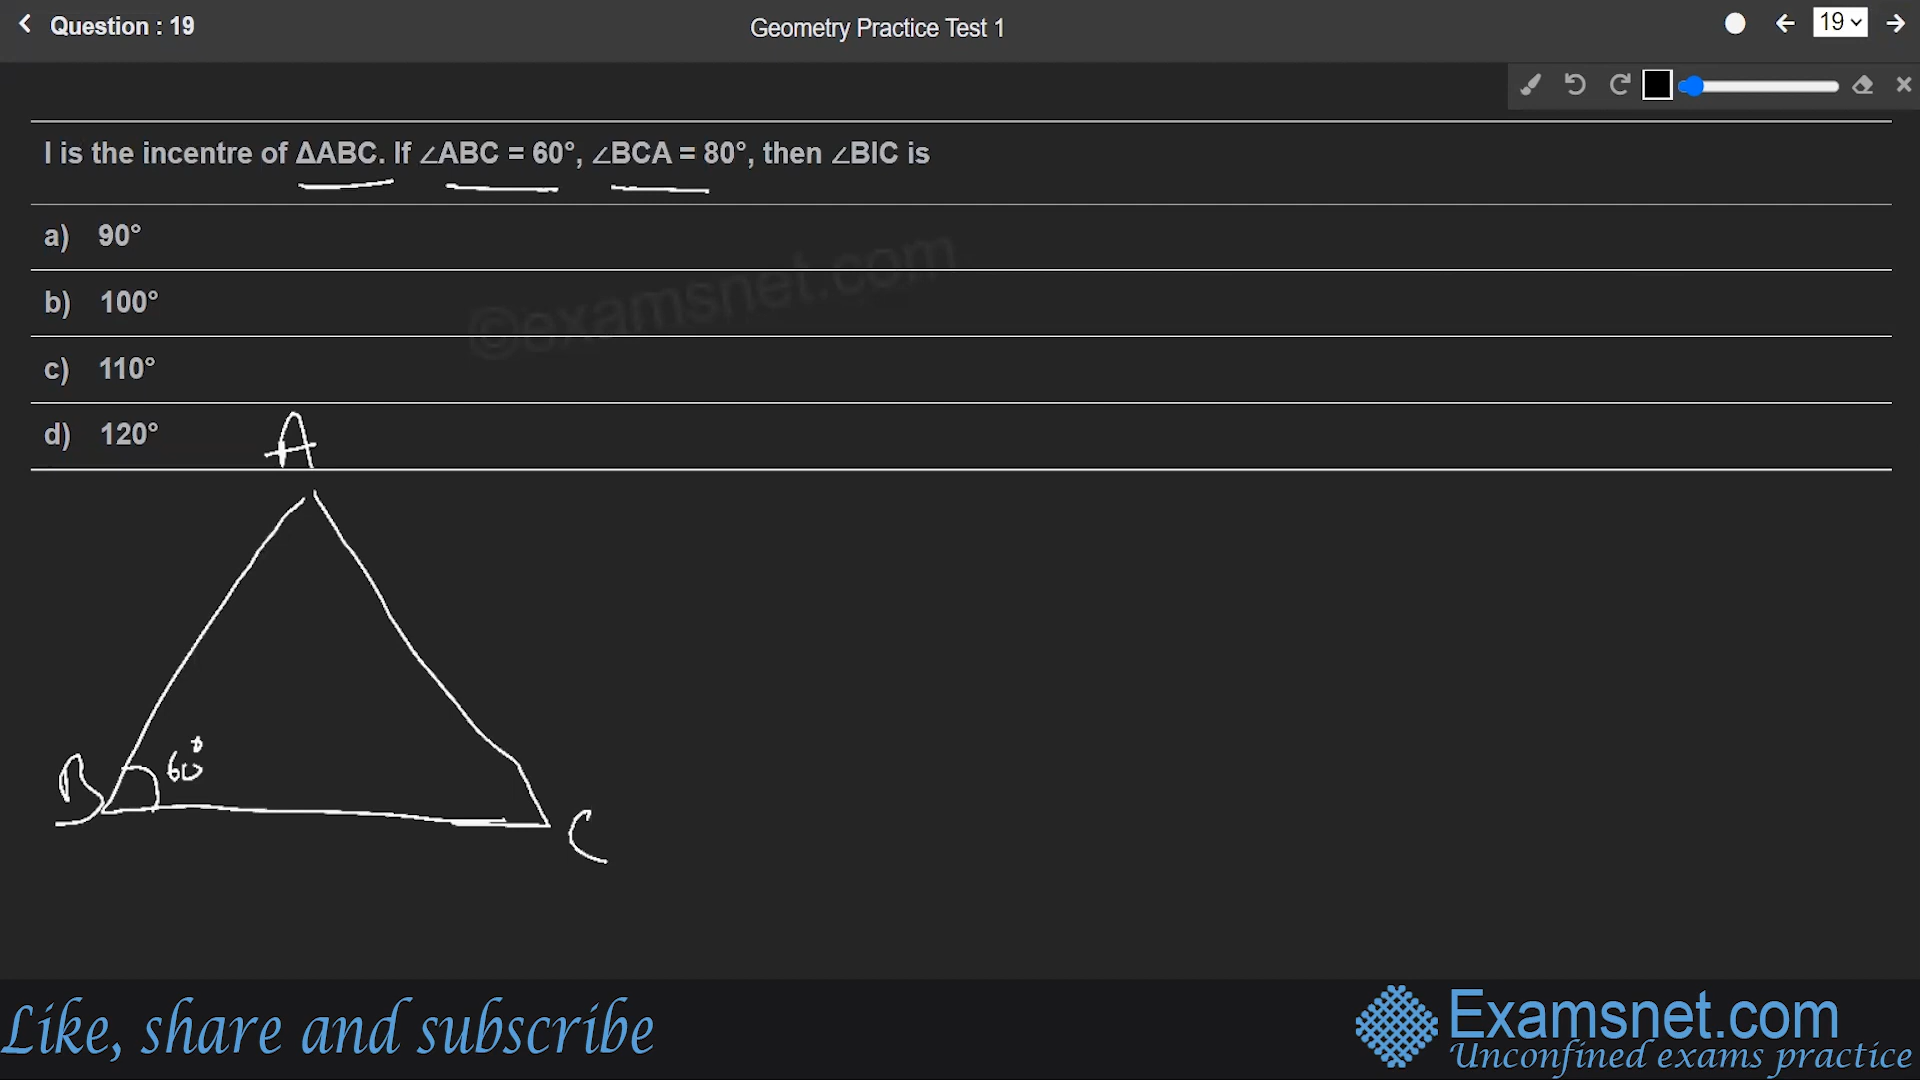 Question : 19
Geometry Practice Test 1
19
I is the incentre of ΔABC. If ∠ABC = 60°, ∠BCA = 80°, then ∠BIC is
a) 90°
b) 100°
c) 110°
d) 120°
©examsnet.com
A
60°
B
C
Like, share and subscribe
Examsnet.com
Unconfined exams practice